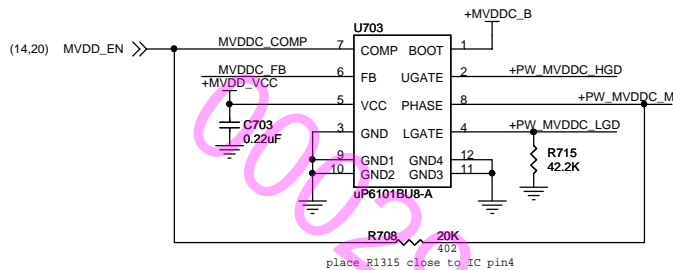 +MVDDC_B
U703
(14,20) MVDD_EN
MVDDC_COMP 7 COMP BOOT 1
MVDDC_FB 6 FB UGATE 2 +PW_MVDDC_HGD
+MVDD_VCC
5 VCC PHASE 8 +PW_MVDDC_M
C703
0.22uF
3 GND LGATE 4 +PW_MVDDC_LGD
9 GND1 GND4 12
10 GND2 GND3 11
R715
42.2K
uP6101BU8-A
R708 20K
402
place R1315 close to IC pin4